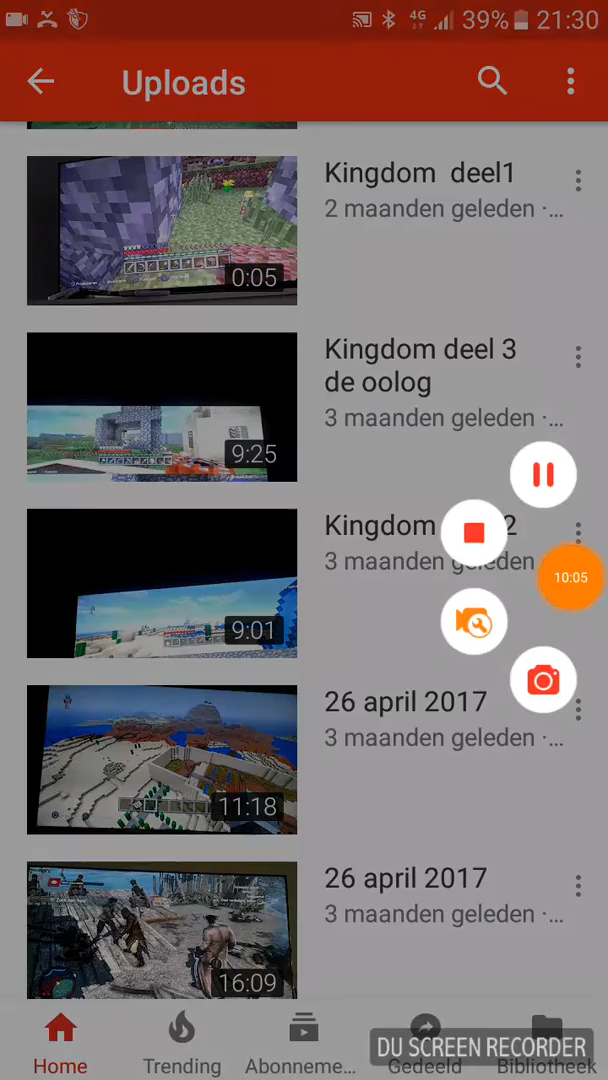 4G 39% 21:30
Uploads
Kingdom deel1
2 maanden geleden ·...
0:05
Kingdom deel 3
de oolog
3 maanden geleden ·...
9:25
Kingdom 2
3 maanden geleden
9:01
10:05
26 april 2017
3 maanden geleden ·...
11:18
26 april 2017
3 maanden geleden ·...
16:09
DU SCREEN RECORDER
Home Trending Abonneme... Gedeeld Bibliotheek